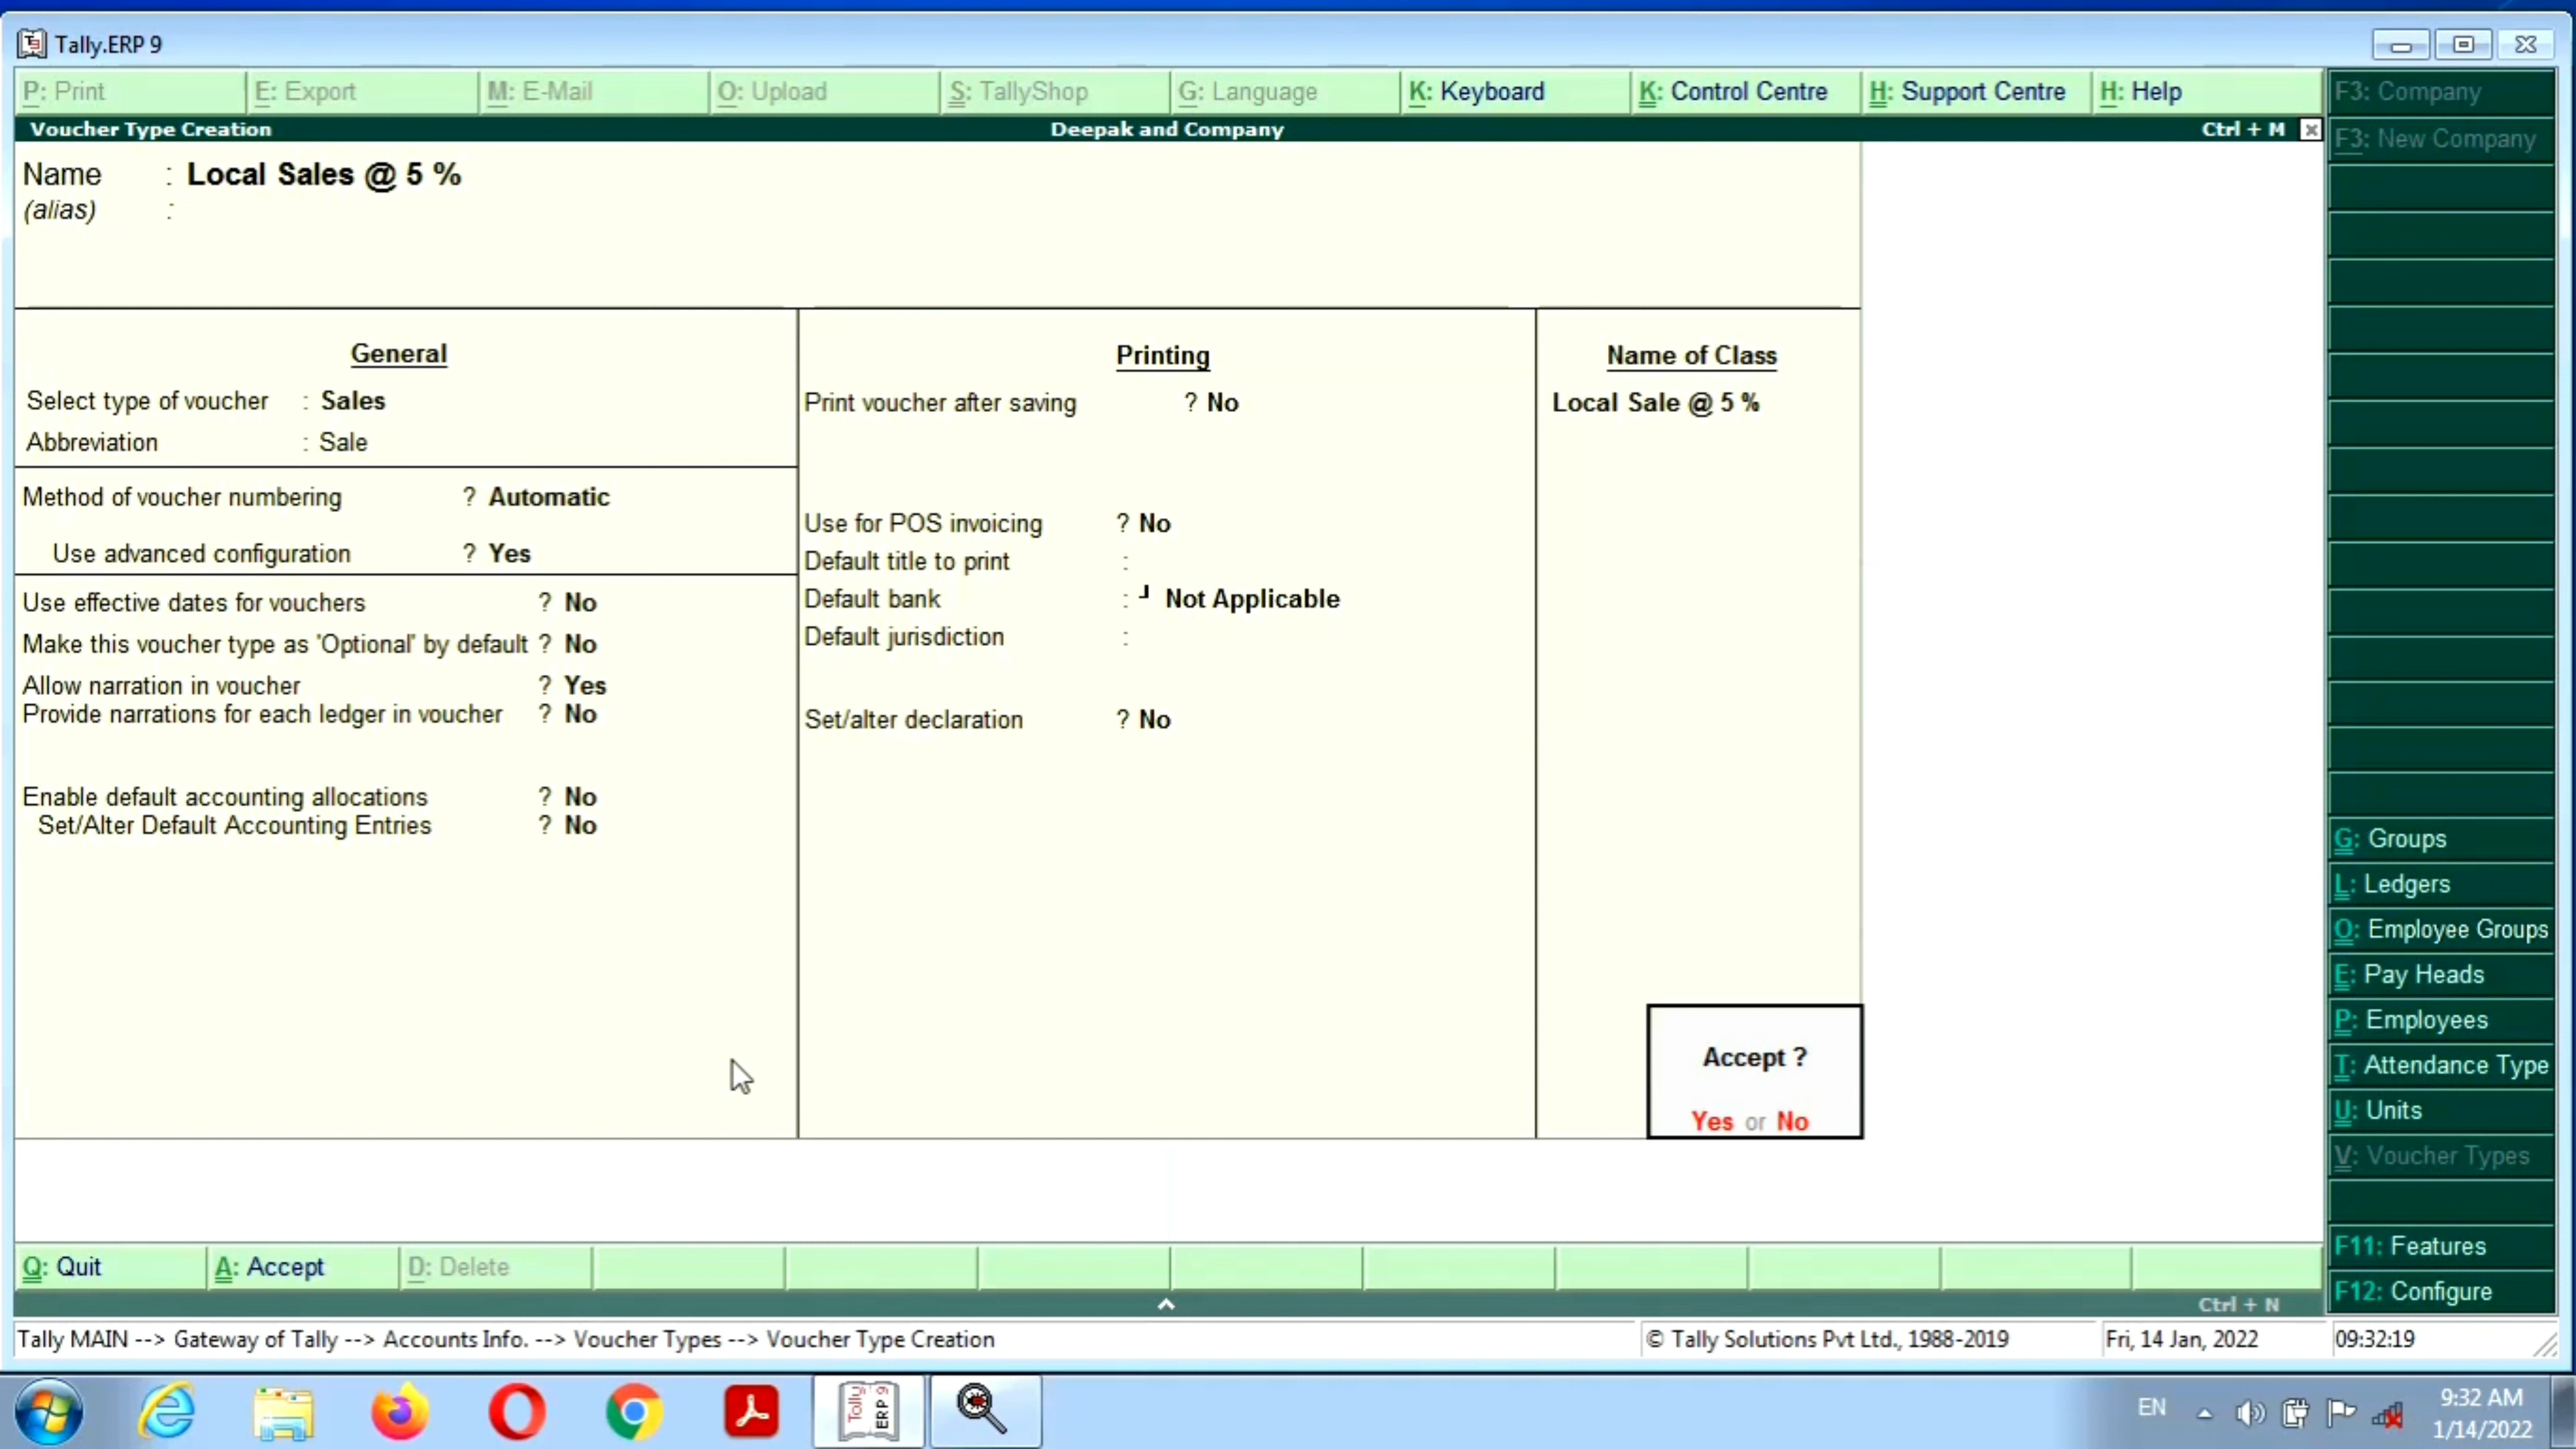 Tally.ERP 9
P: Print E: Export M: E-Mail O: Upload S: TallyShop G: Language K: Keyboard K: Control Centre H: Support Centre H: Help F3: Company
Voucher Type Creation Deepak and Company Ctrl + M
F3: New Company
Name : Local Sales @ 5 %
(alias) :
General
Select type of voucher : Sales
Abbreviation : Sale
Method of voucher numbering ? Automatic
Use advanced configuration ? Yes
Use effective dates for vouchers ? No
Make this voucher type as 'Optional' by default ? No
Allow narration in voucher ? Yes
Provide narrations for each ledger in voucher ? No
Enable default accounting allocations ? No
Set/Alter Default Accounting Entries ? No
Printing
Print voucher after saving ? No
Use for POS invoicing ? No
Default title to print :
Default bank : ┘ Not Applicable
Default jurisdiction :
Set/alter declaration ? No
Name of Class
Local Sale @ 5 %
Accept ?
Yes or No
G: Groups
L: Ledgers
O: Employee Groups
E: Pay Heads
P: Employees
T: Attendance Type
U: Units
V: Voucher Types
F11: Features
F12: Configure
Q: Quit A: Accept D: Delete
Ctrl + N
Tally MAIN --> Gateway of Tally --> Accounts Info. --> Voucher Types --> Voucher Type Creation © Tally Solutions Pvt Ltd., 1988-2019 Fri, 14 Jan, 2022 09:32:19
Tally ERP 9
EN 9:32 AM
1/14/2022